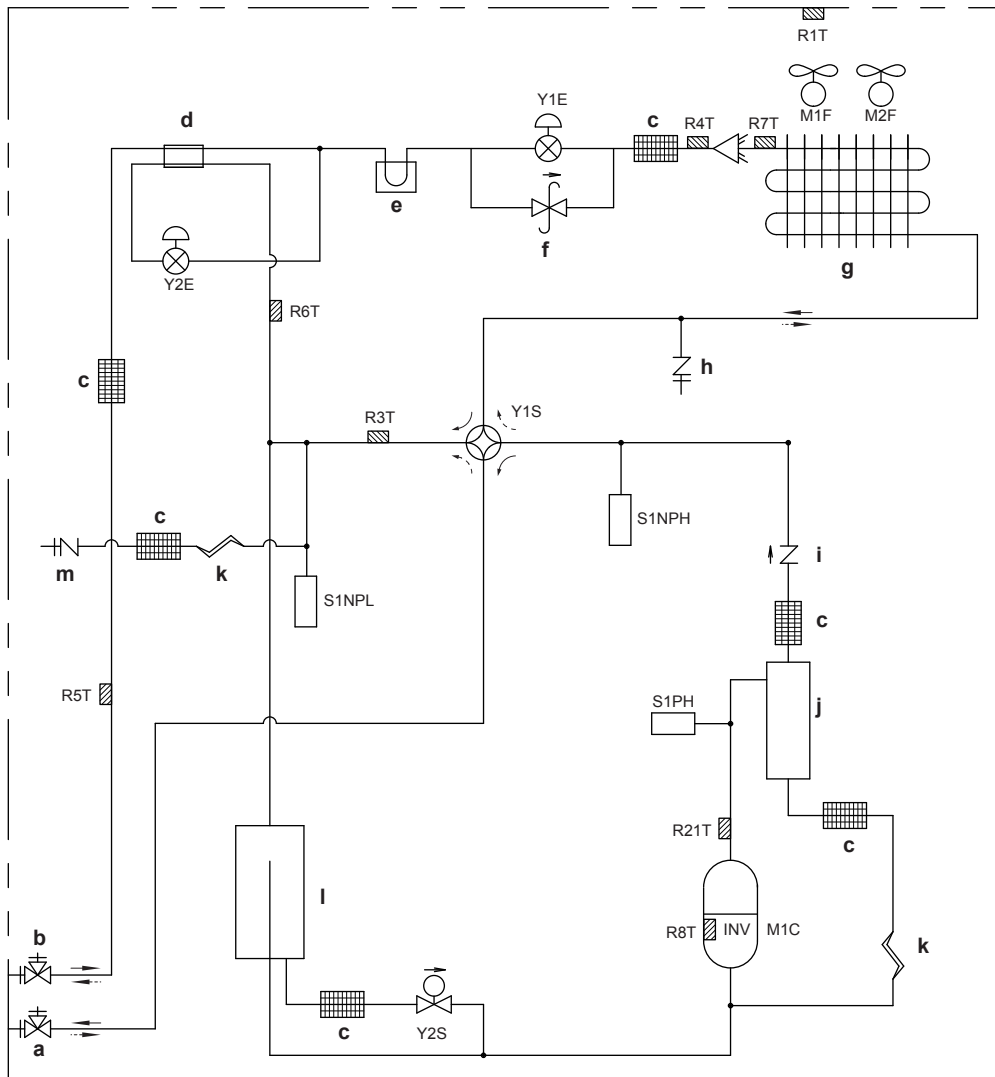 R1T
M1F
M2F
Y1E
d
c
R4T
R7T
e
f
g
Y2E
R6T
h
c
R3T
Y1S
c
S1NPH
m
k
i
S1NPL
c
R5T
S1PH
j
R21T
c
l
R8T
INV
M1C
b
k
c
Y2S
a